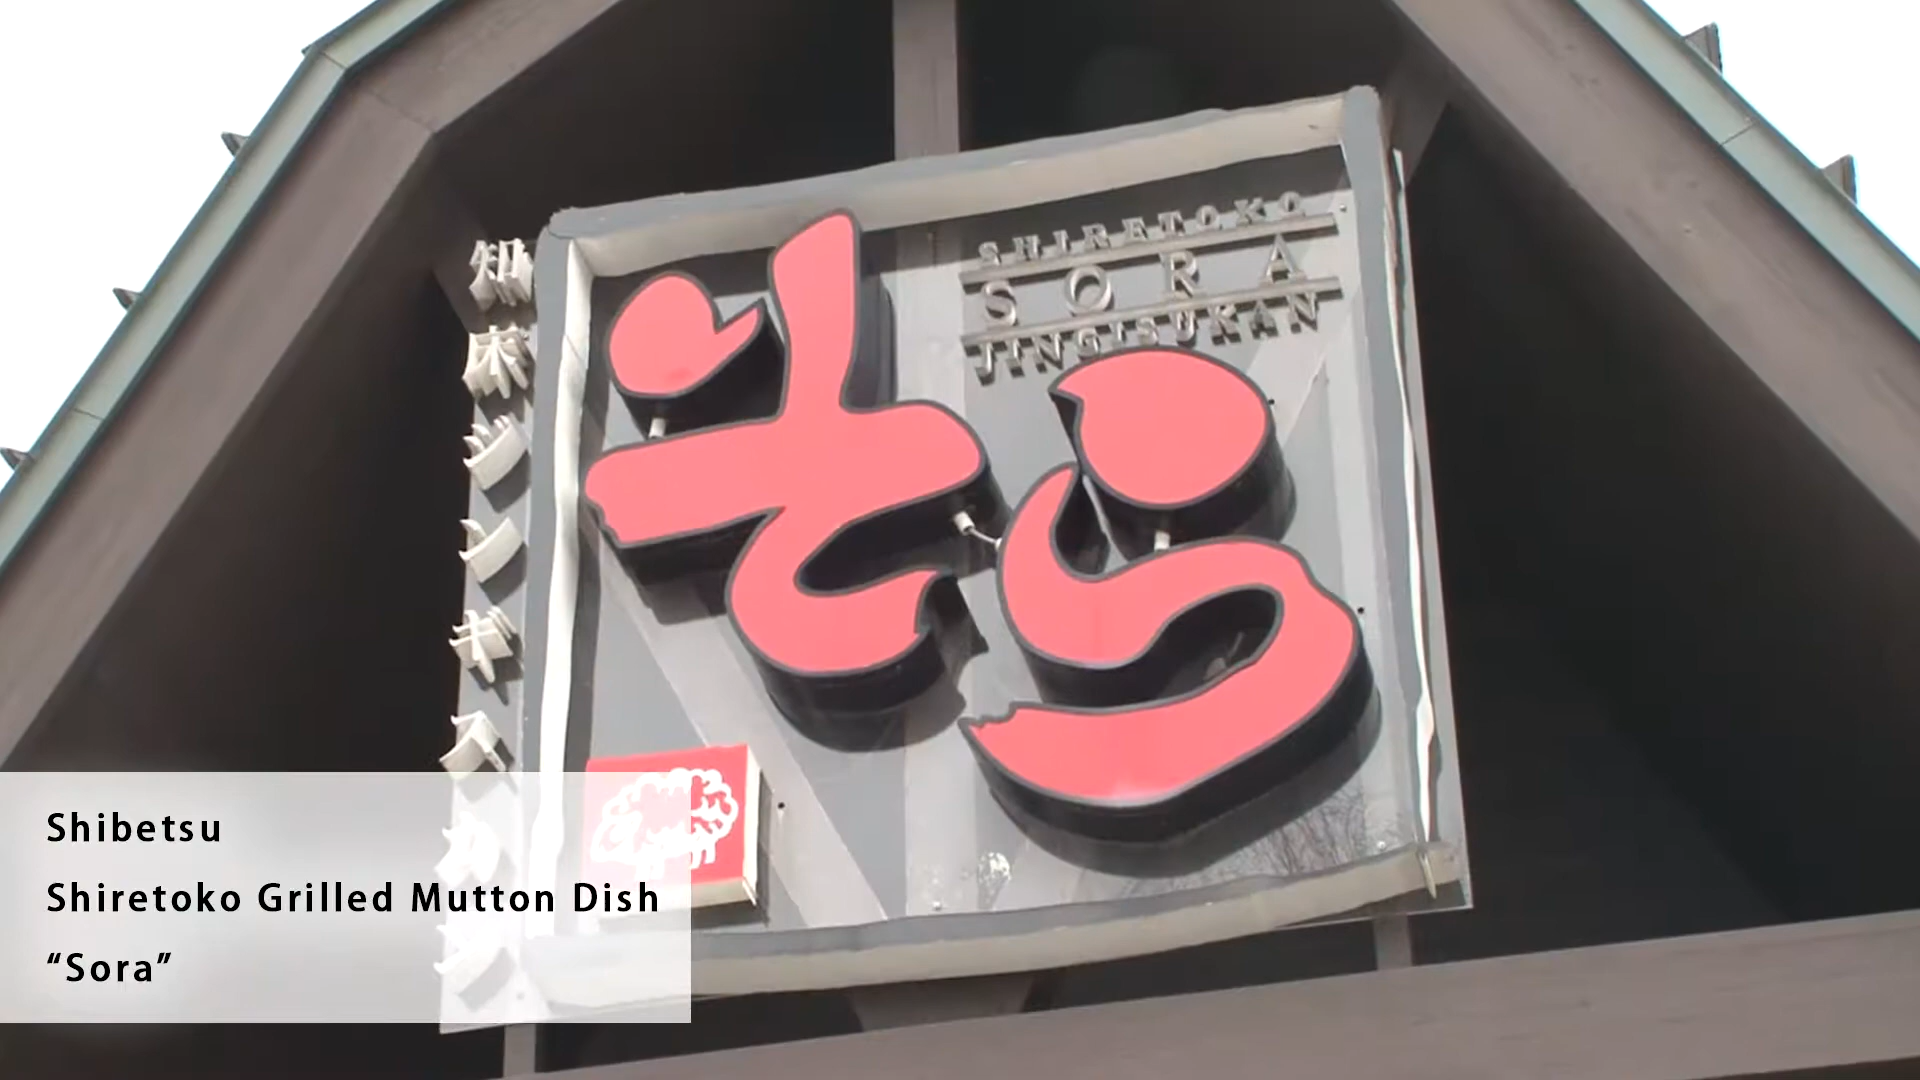 知床ジンギスカン
そら
SHIRETOKO
SORA
JINGISUKAN
Shibetsu
Shiretoko Grilled Mutton Dish
“Sora”